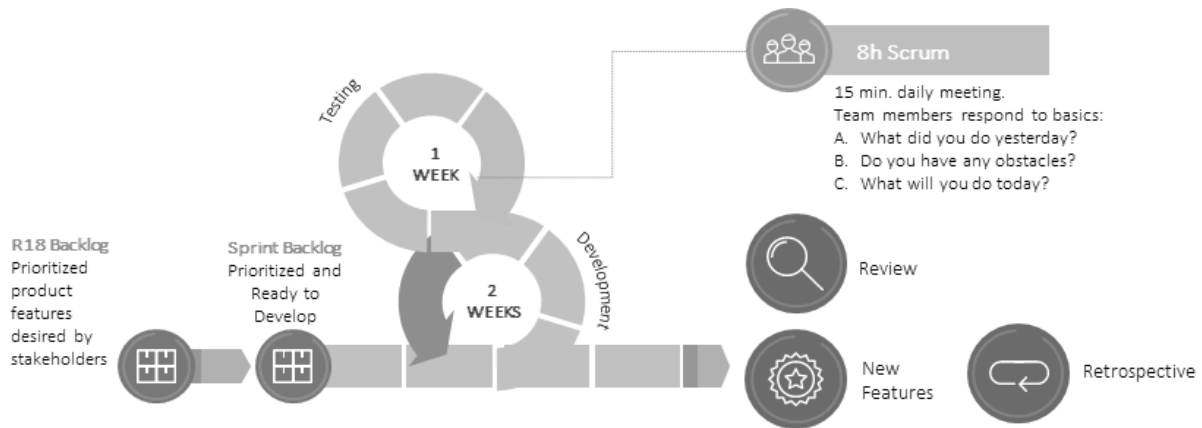 8h Scrum
15 min. daily meeting.
Team members respond to basics:
A. What did you do yesterday?
B. Do you have any obstacles?
C. What will you do today?
Testing
1
WEEK
R18 Backlog
Prioritized
product
features
desired by
stakeholders
Sprint Backlog
Prioritized and
Ready to
Develop
2
WEEKS
Development
Review
New
Features
Retrospective